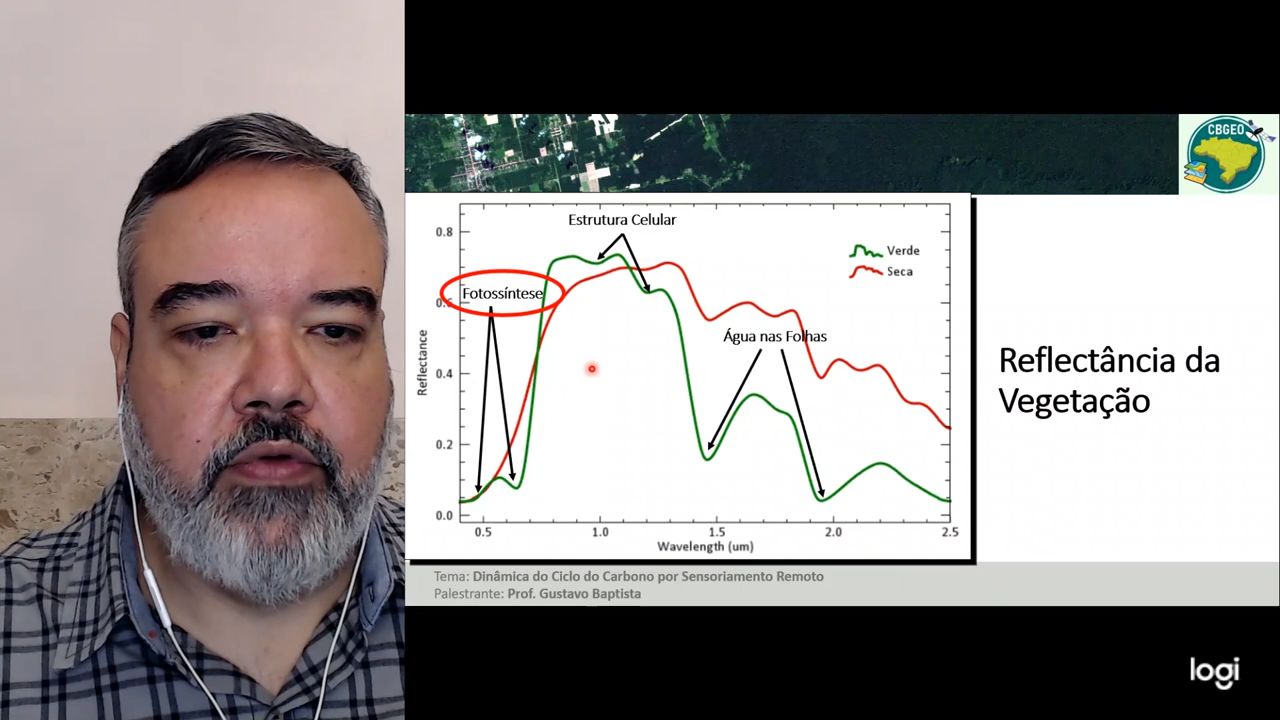 CBGEO
Estrutura Celular
0.8
Verde
Seca
Fotossíntese
0.6
Água nas Folhas
Reflectance
0.4
0.2
0.0
0.5
1.0
1.5
2.0
2.5
Wavelength (um)
Reflectância da
Vegetação
Tema: Dinâmica do Ciclo do Carbono por Sensoriamento Remoto
Palestrante: Prof. Gustavo Baptista
logi